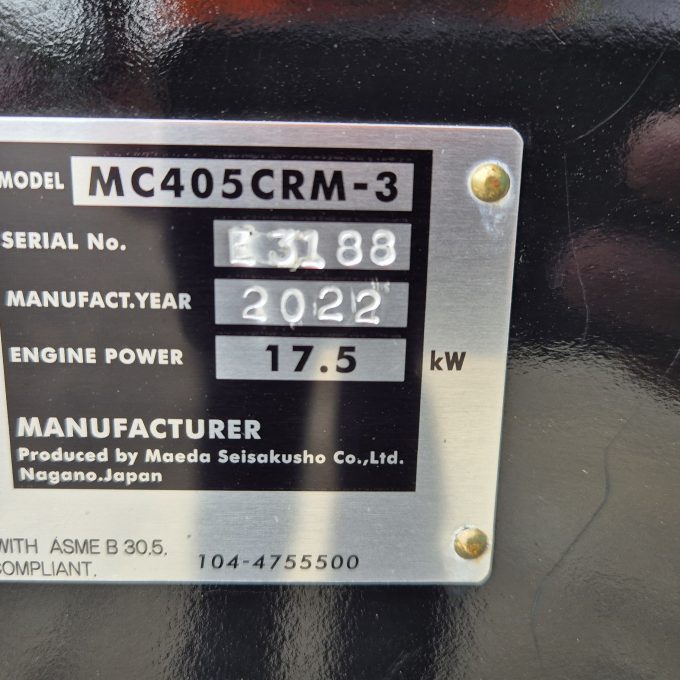 MODEL MC405CRM-3
SERIAL No. E3188
MANUFACT.YEAR 2022
ENGINE POWER 17.5 kW
MANUFACTURER
Produced by Maeda Seisakusho Co.,Ltd.
Nagano.Japan
WITH ASME B 30.5.
COMPLIANT. 104-4755500